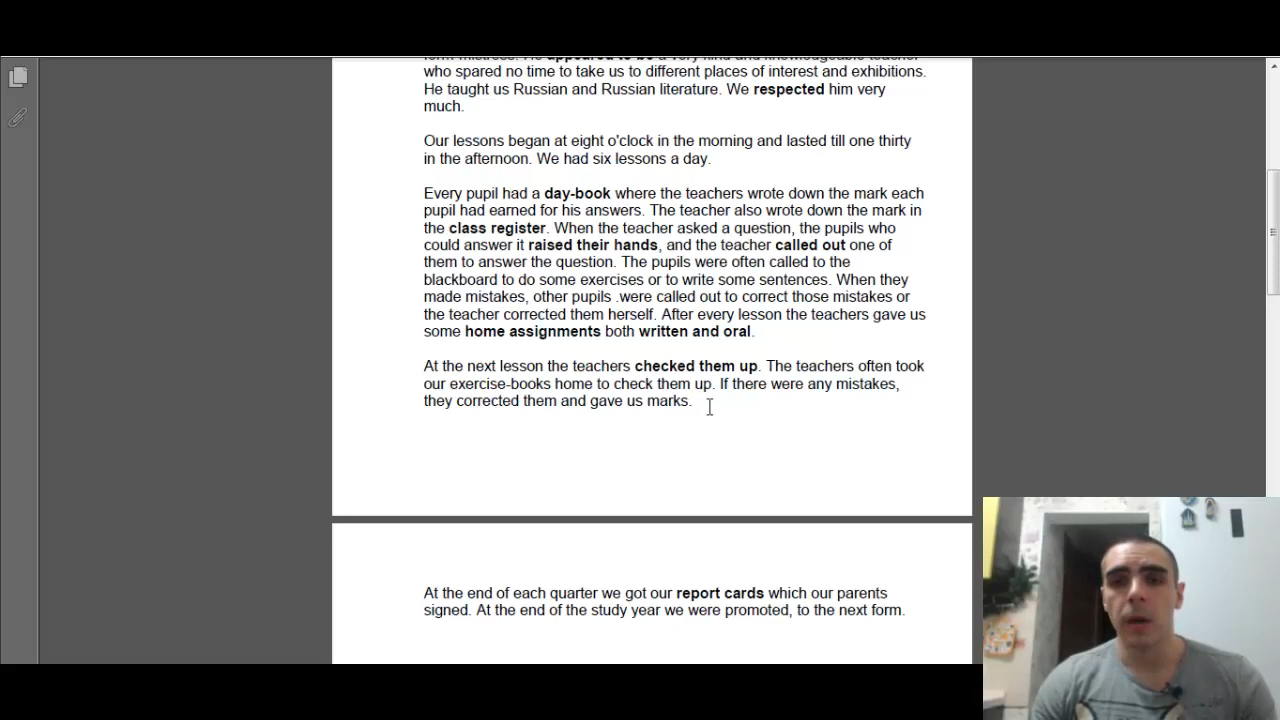 who spared no time to take us to different places of interest and exhibitions.
He taught us Russian and Russian literature. We respected him very
much.
Our lessons began at eight o'clock in the morning and lasted till one thirty
in the afternoon. We had six lessons a day.
Every pupil had a day-book where the teachers wrote down the mark each
pupil had earned for his answers. The teacher also wrote down the mark in
the class register. When the teacher asked a question, the pupils who
could answer it raised their hands, and the teacher called out one of
them to answer the question. The pupils were often called to the
blackboard to do some exercises or to write some sentences. When they
made mistakes, other pupils .were called out to correct those mistakes or
the teacher corrected them herself. After every lesson the teachers gave us
some home assignments both written and oral.
At the next lesson the teachers checked them up. The teachers often took
our exercise-books home to check them up. If there were any mistakes,
they corrected them and gave us marks.
At the end of each quarter we got our report cards which our parents
signed. At the end of the study year we were promoted, to the next form.